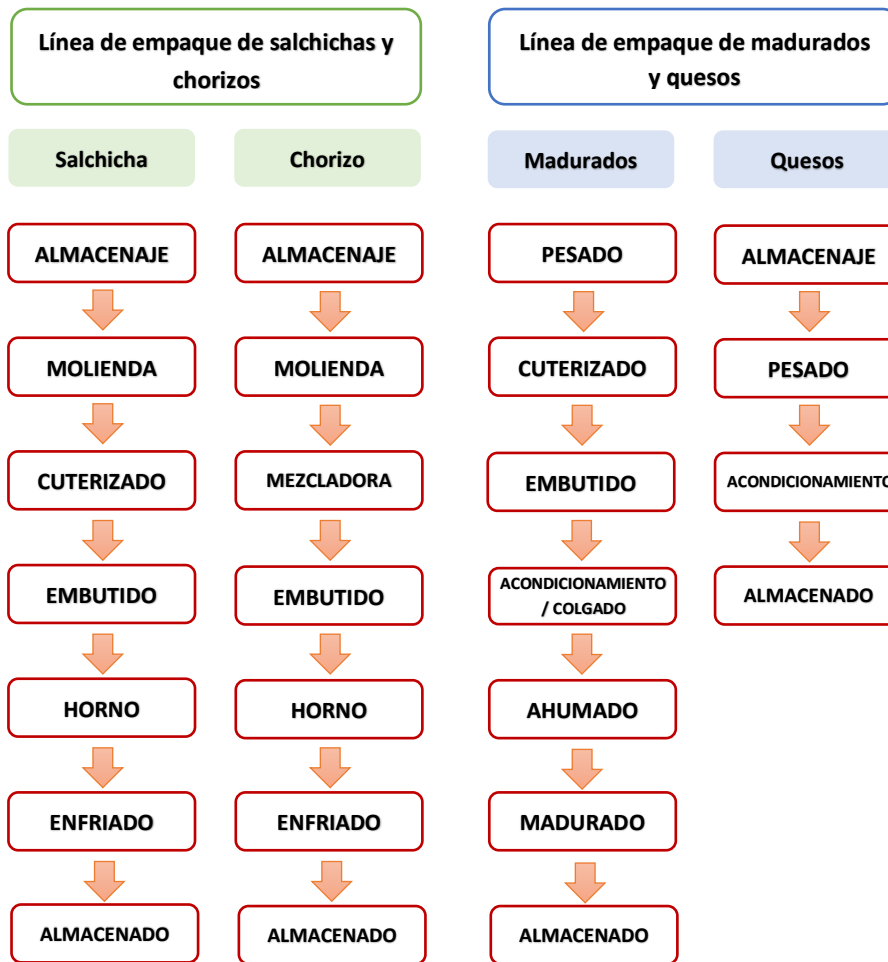 Línea de empaque de salchichas y
chorizos
Línea de empaque de madurados
y quesos
Salchicha
Chorizo
Madurados
Quesos
ALMACENAJE
MOLIENDA
CUTERIZADO
EMBUTIDO
HORNO
ENFRIADO
ALMACENADO
ALMACENAJE
MOLIENDA
MEZCLADORA
EMBUTIDO
HORNO
ENFRIADO
ALMACENADO
PESADO
CUTERIZADO
EMBUTIDO
ACONDICIONAMIENTO
/ COLGADO
AHUMADO
MADURADO
ALMACENADO
ALMACENAJE
PESADO
ACONDICIONAMIENTO
ALMACENADO